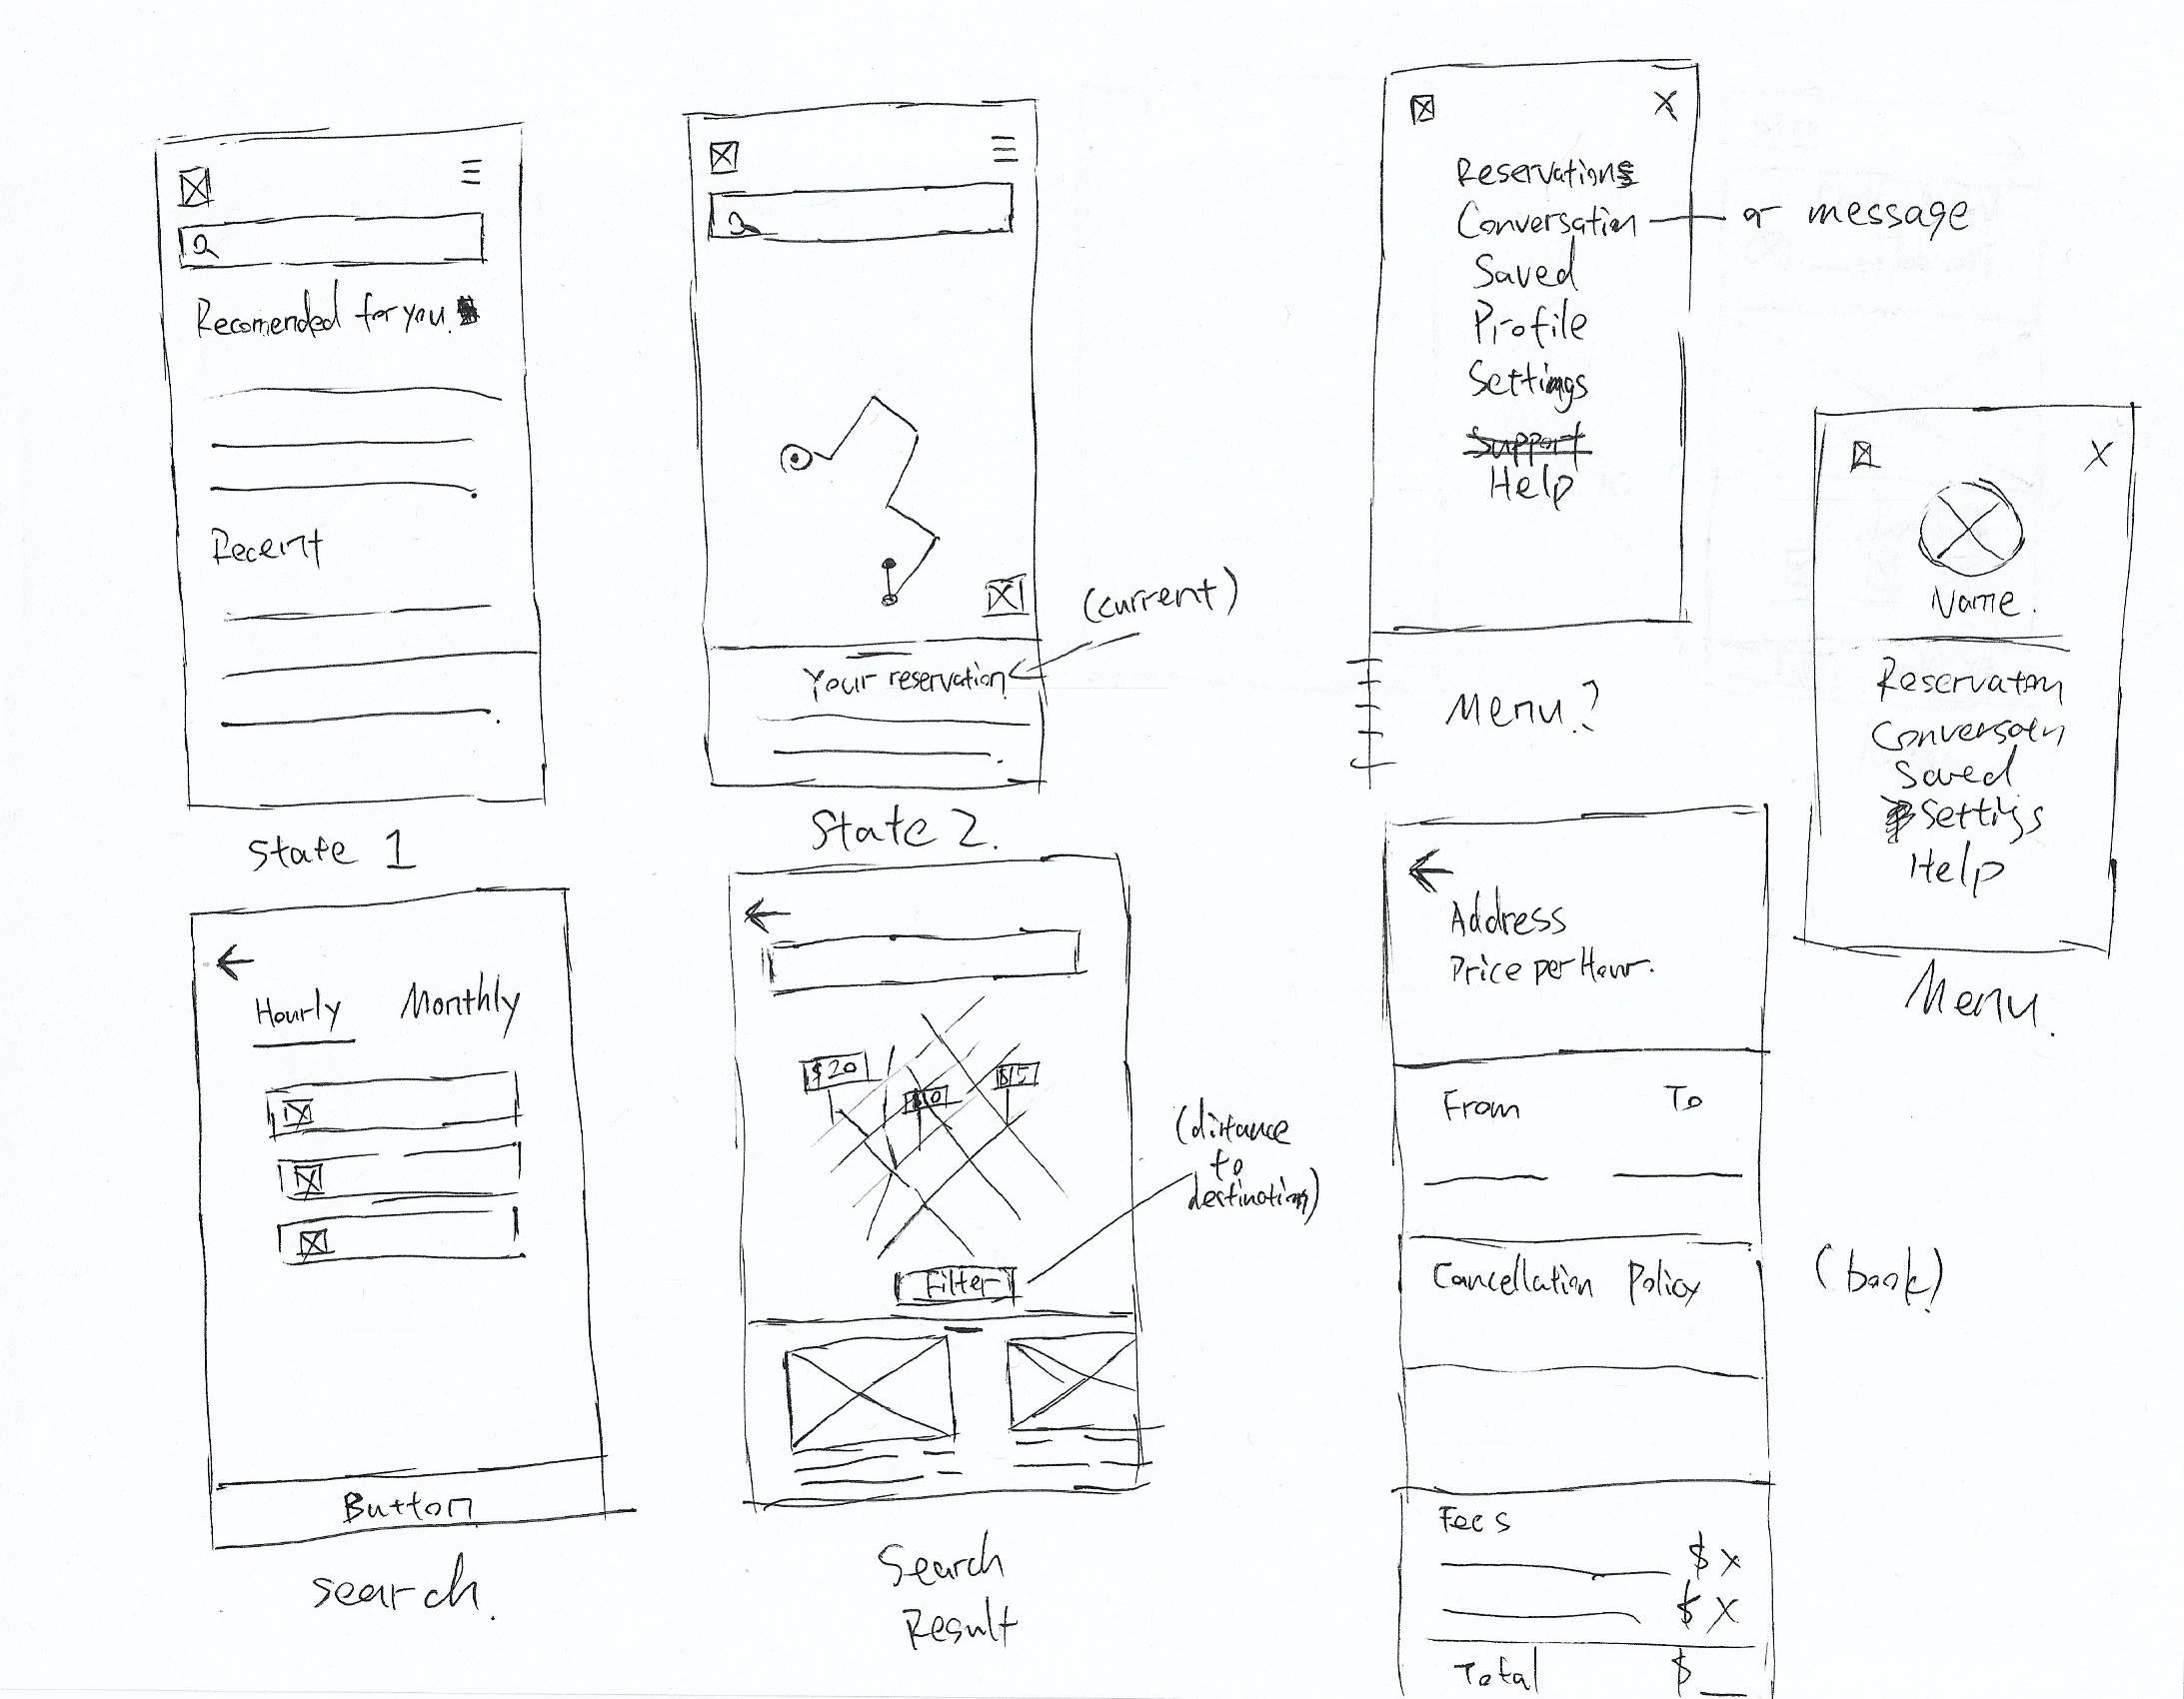 Recomended for you.
Recent
State 1
Your reservation
(current)
State 2.
Reservations
Conversation
or message
Saved
Profile
Settings
Support
Help
Menu?
Name.
Reservation
Conversatn
Saved
Settigs
Help
Menu.
Hourly
Monthly
Button
search.
$20
$10
$15
Filter
(distance
to
destination)
Search
Result
Address
Price per Hour.
From
To
Cancellation Policy
(book)
Fees
$ X
$ X
Total $ _